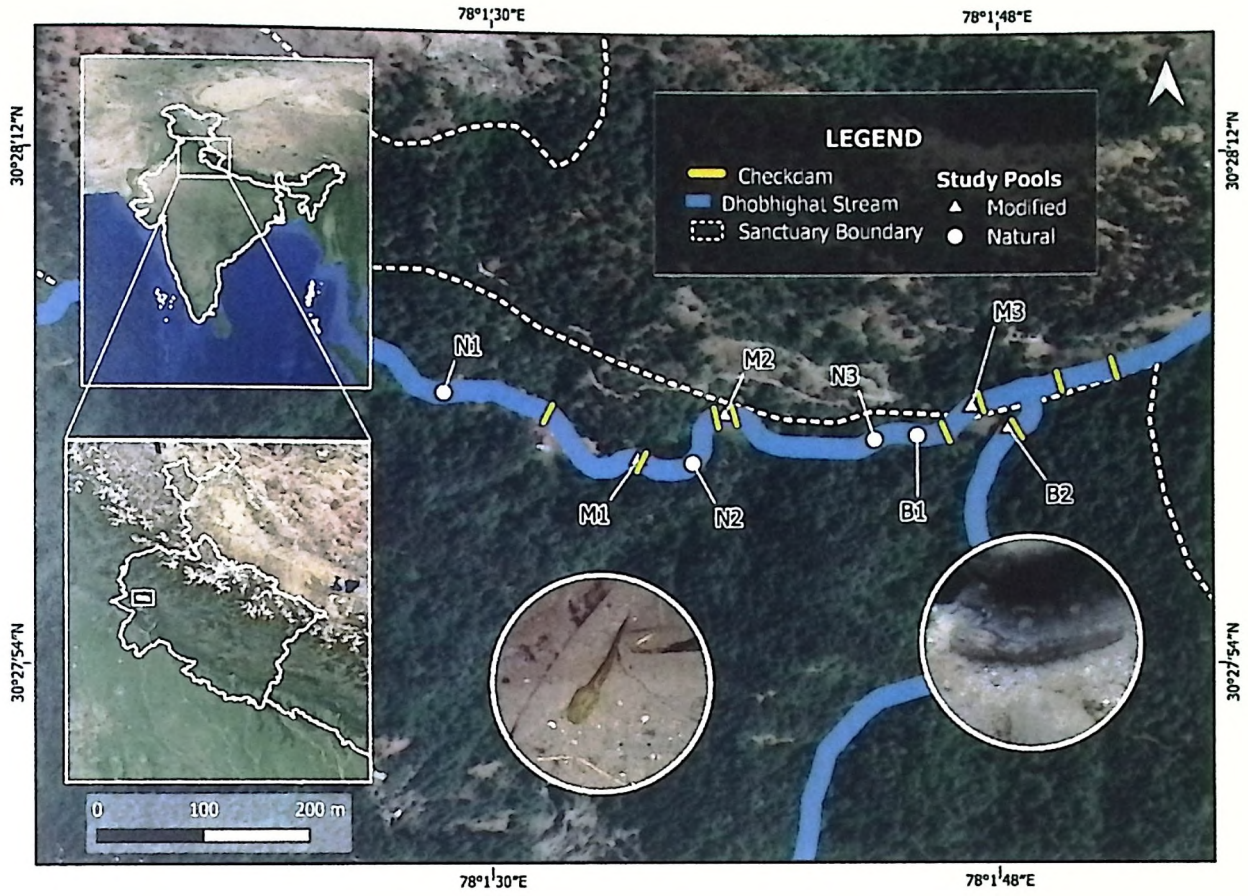 78°1'30"E
78°1'48"E
30°28'12"N
30°28'12"N
LEGEND
Checkdam
Dhobhighat Stream
Sanctuary Boundary
Study Pools
Modified
Natural
M3
N1
M2
N3
M1
N2
B1
B2
30°27'54"N
30°27'54"N
0 100 200 m
78°1'30"E
78°1'48"E